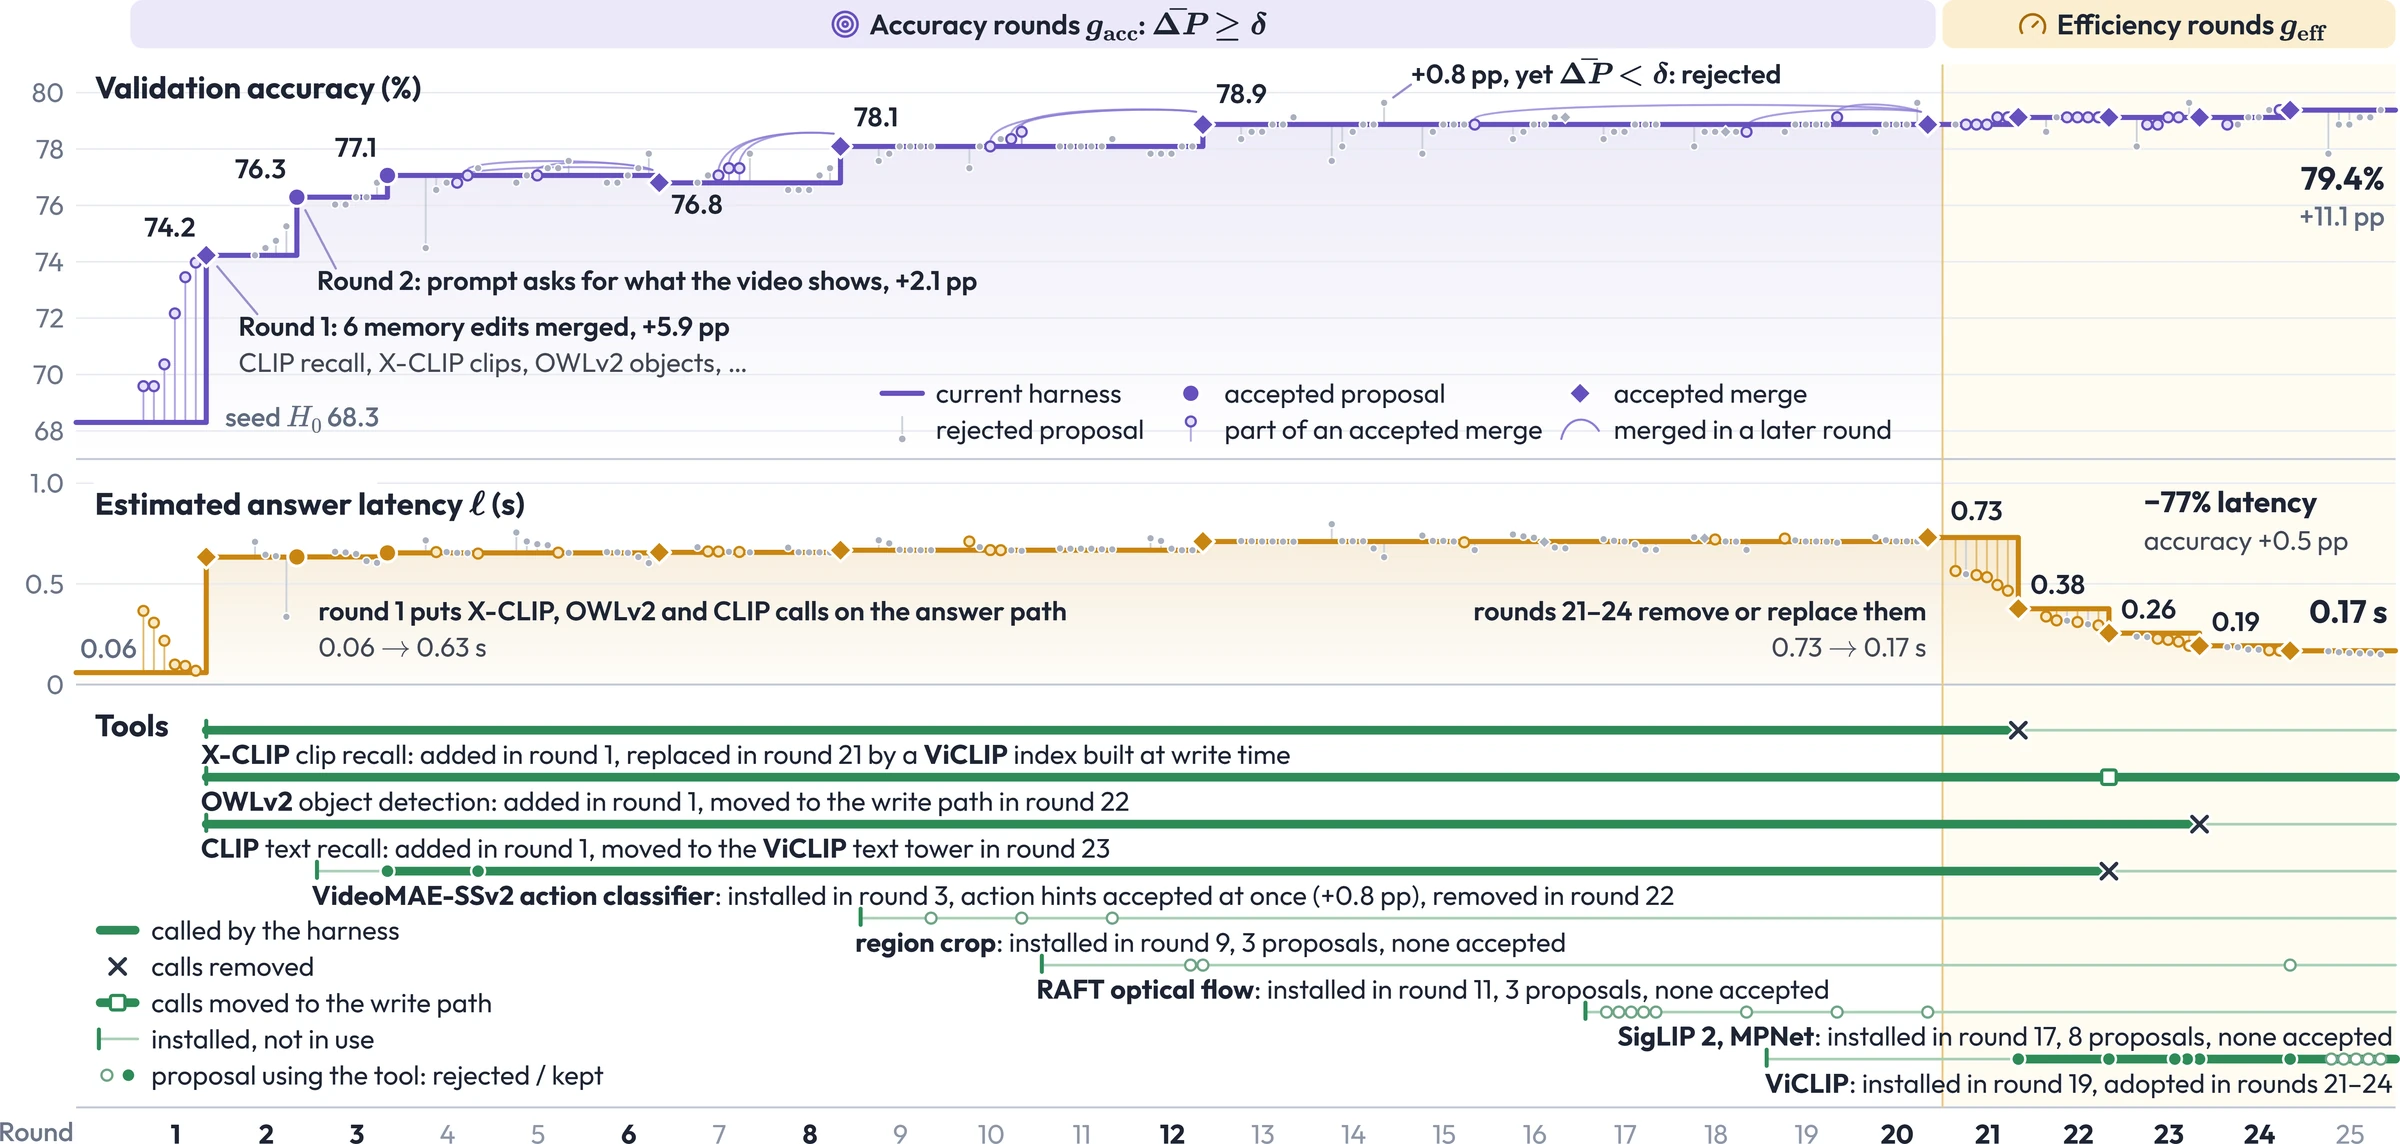 Accuracy rounds g_acc: Δ̄P ≥ δ
Efficiency rounds g_eff
Validation accuracy (%)
80
78
76
74
72
70
68
74.2
76.3
77.1
76.8
78.1
78.9
+0.8 pp, yet Δ̄P < δ: rejected
79.4%
+11.1 pp
Round 2: prompt asks for what the video shows, +2.1 pp
Round 1: 6 memory edits merged, +5.9 pp
CLIP recall, X-CLIP clips, OWLv2 objects, ...
seed H₀ 68.3
current harness
accepted proposal
accepted merge
rejected proposal
part of an accepted merge
merged in a later round
Estimated answer latency ℓ (s)
1.0
0.5
0
0.06
round 1 puts X-CLIP, OWLv2 and CLIP calls on the answer path
0.06 → 0.63 s
rounds 21–24 remove or replace them
0.73 → 0.17 s
0.73
0.38
0.26
0.19
0.17 s
−77% latency
accuracy +0.5 pp
Tools
X-CLIP clip recall: added in round 1, replaced in round 21 by a ViCLIP index built at write time
OWLv2 object detection: added in round 1, moved to the write path in round 22
CLIP text recall: added in round 1, moved to the ViCLIP text tower in round 23
VideoMAE-SSv2 action classifier: installed in round 3, action hints accepted at once (+0.8 pp), removed in round 22
region crop: installed in round 9, 3 proposals, none accepted
RAFT optical flow: installed in round 11, 3 proposals, none accepted
SigLIP 2, MPNet: installed in round 17, 8 proposals, none accepted
ViCLIP: installed in round 19, adopted in rounds 21–24
called by the harness
calls removed
calls moved to the write path
installed, not in use
proposal using the tool: rejected / kept
Round 1 2 3 4 5 6 7 8 9 10 11 12 13 14 15 16 17 18 19 20 21 22 23 24 25